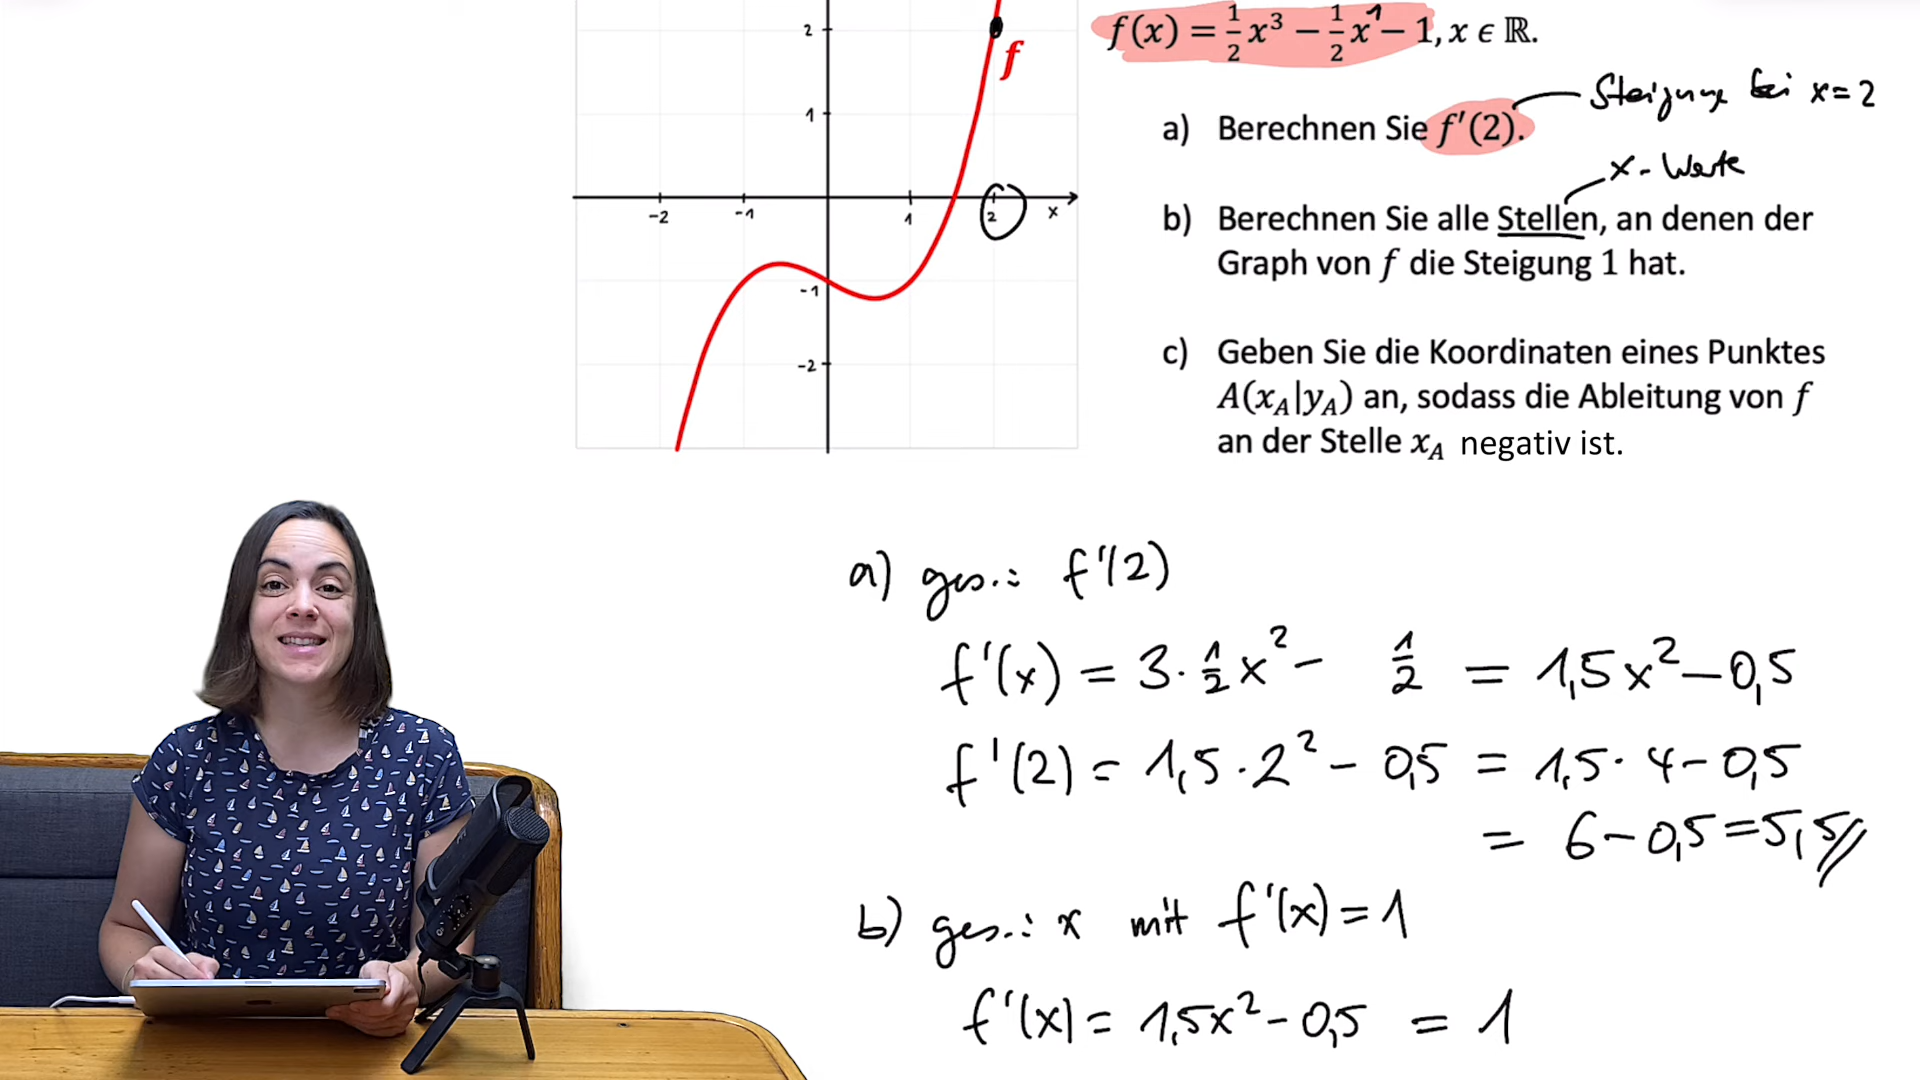 2
1
-2
-1
1
2
x
-1
-2
f
f(x) = 1/2 x³ − 1/2 x¹ − 1, x ϵ ℝ.
Steigung bei x=2
a) Berechnen Sie f′(2).
x-Werte
b) Berechnen Sie alle Stellen, an denen der
Graph von f die Steigung 1 hat.
c) Geben Sie die Koordinaten eines Punktes
A(x_A|y_A) an, sodass die Ableitung von f
an der Stelle x_A negativ ist.
a) ges.: f'(2)
f'(x) = 3·1/2 x² − 1/2 = 1,5x² − 0,5
f'(2) = 1,5·2² − 0,5 = 1,5·4 − 0,5
= 6 − 0,5 = 5,5
b) ges.: x mit f'(x) = 1
f'(x) = 1,5x² − 0,5 = 1